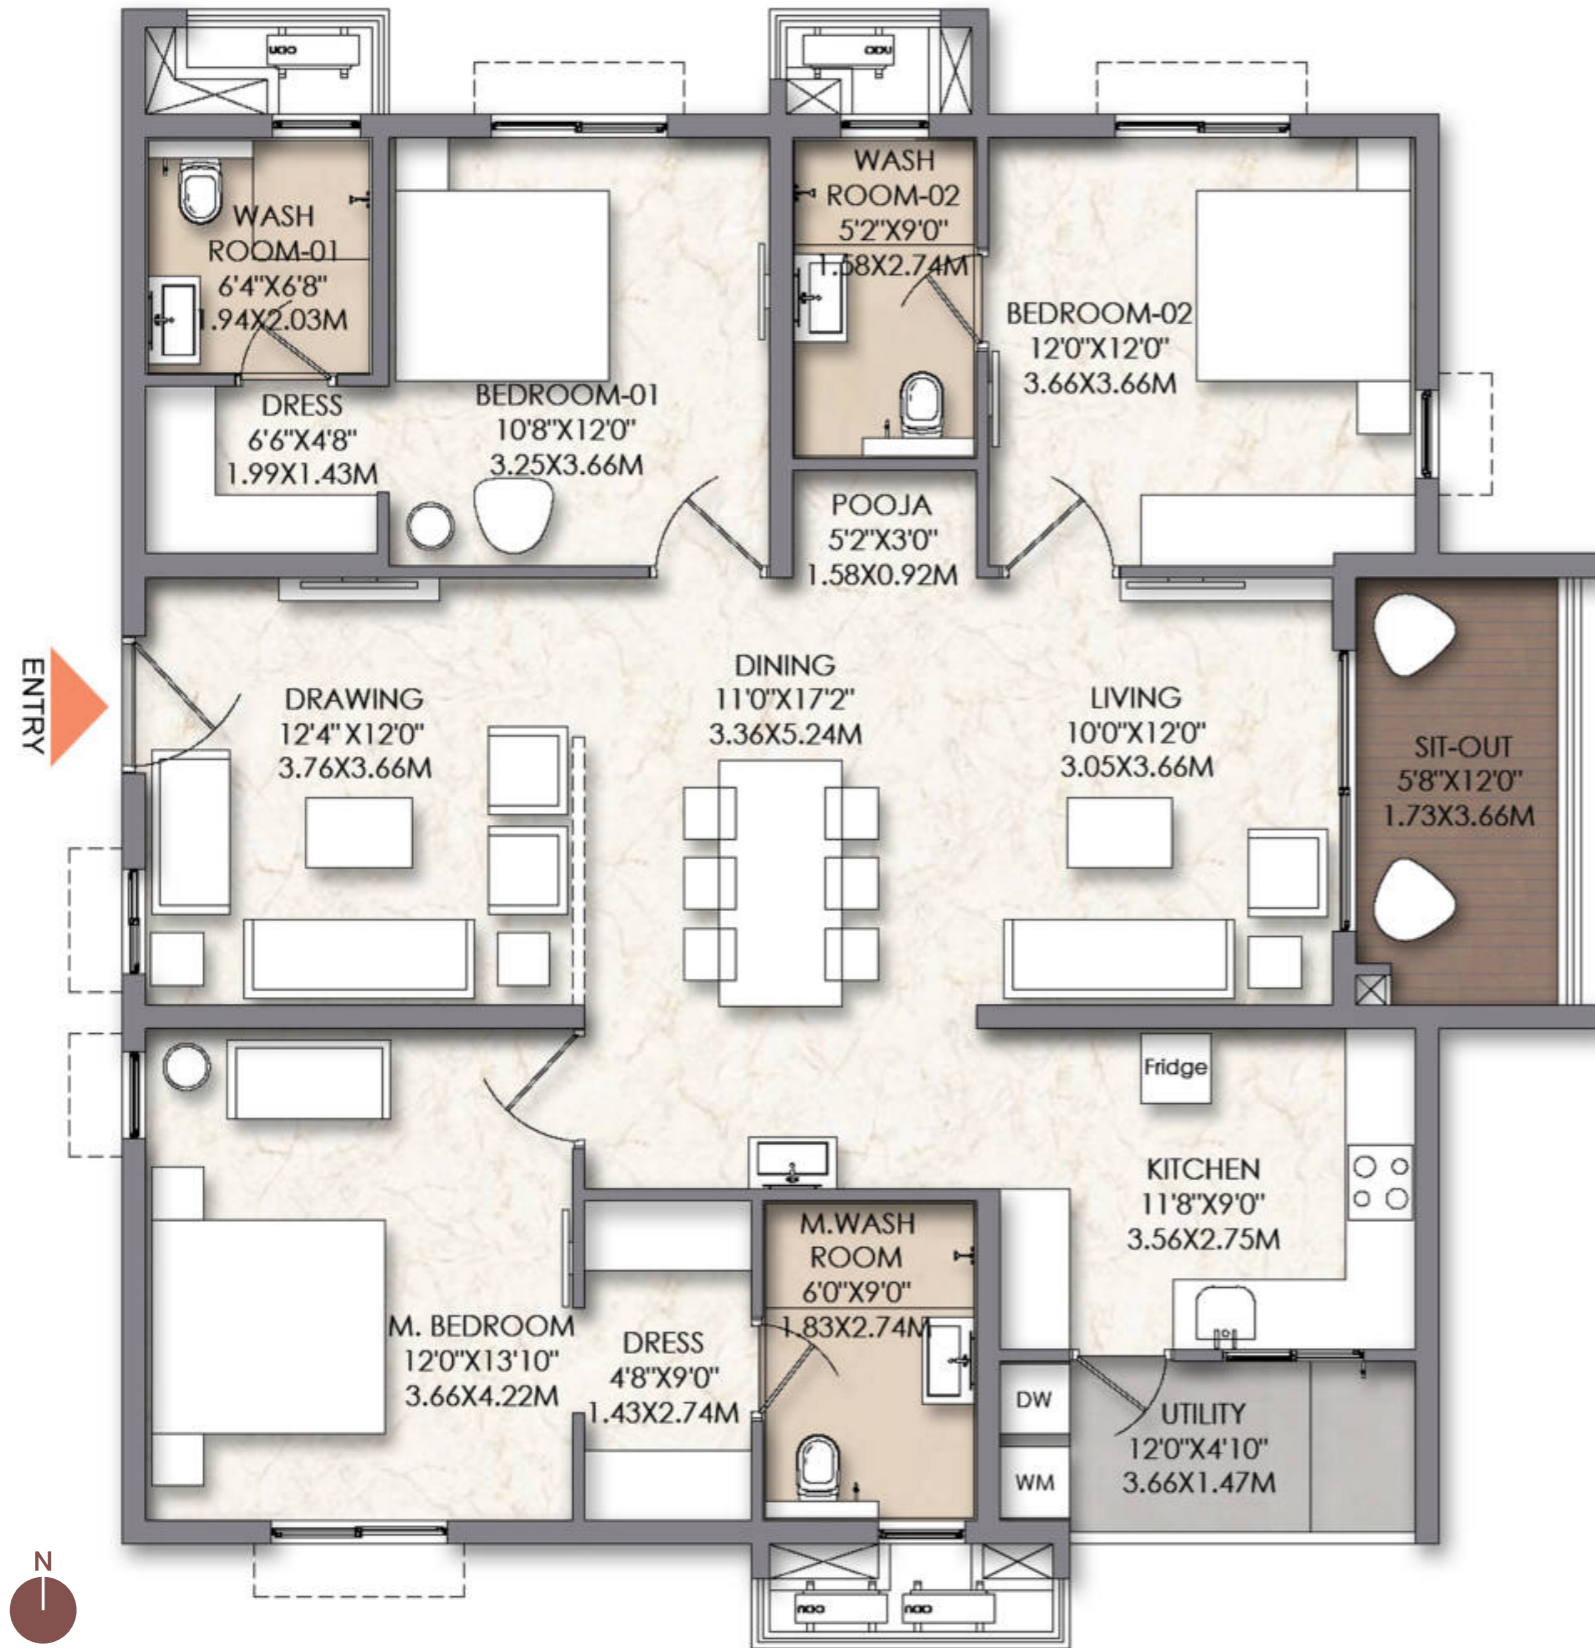 WASH
ROOM-01
6'4"X6'8"
1.94X2.03M
WASH
ROOM-02
5'2"X9'0"
1.58X2.74M
BEDROOM-02
12'0"X12'0"
3.66X3.66M
DRESS
6'6"X4'8"
1.99X1.43M
BEDROOM-01
10'8"X12'0"
3.25X3.66M
POOJA
5'2"X3'0"
1.58X0.92M
ENTRY
DRAWING
12'4" X12'0"
3.76X3.66M
DINING
11'0"X17'2"
3.36X5.24M
LIVING
10'0"X12'0"
3.05X3.66M
SIT-OUT
5'8"X12'0"
1.73X3.66M
Fridge
KITCHEN
11'8"X9'0"
3.56X2.75M
M. BEDROOM
12'0"X13'10"
3.66X4.22M
DRESS
4'8"X9'0"
1.43X2.74M
M.WASH
ROOM
6'0"X9'0"
1.83X2.74M
DW
WM
UTILITY
12'0"X4'10"
3.66X1.47M
N